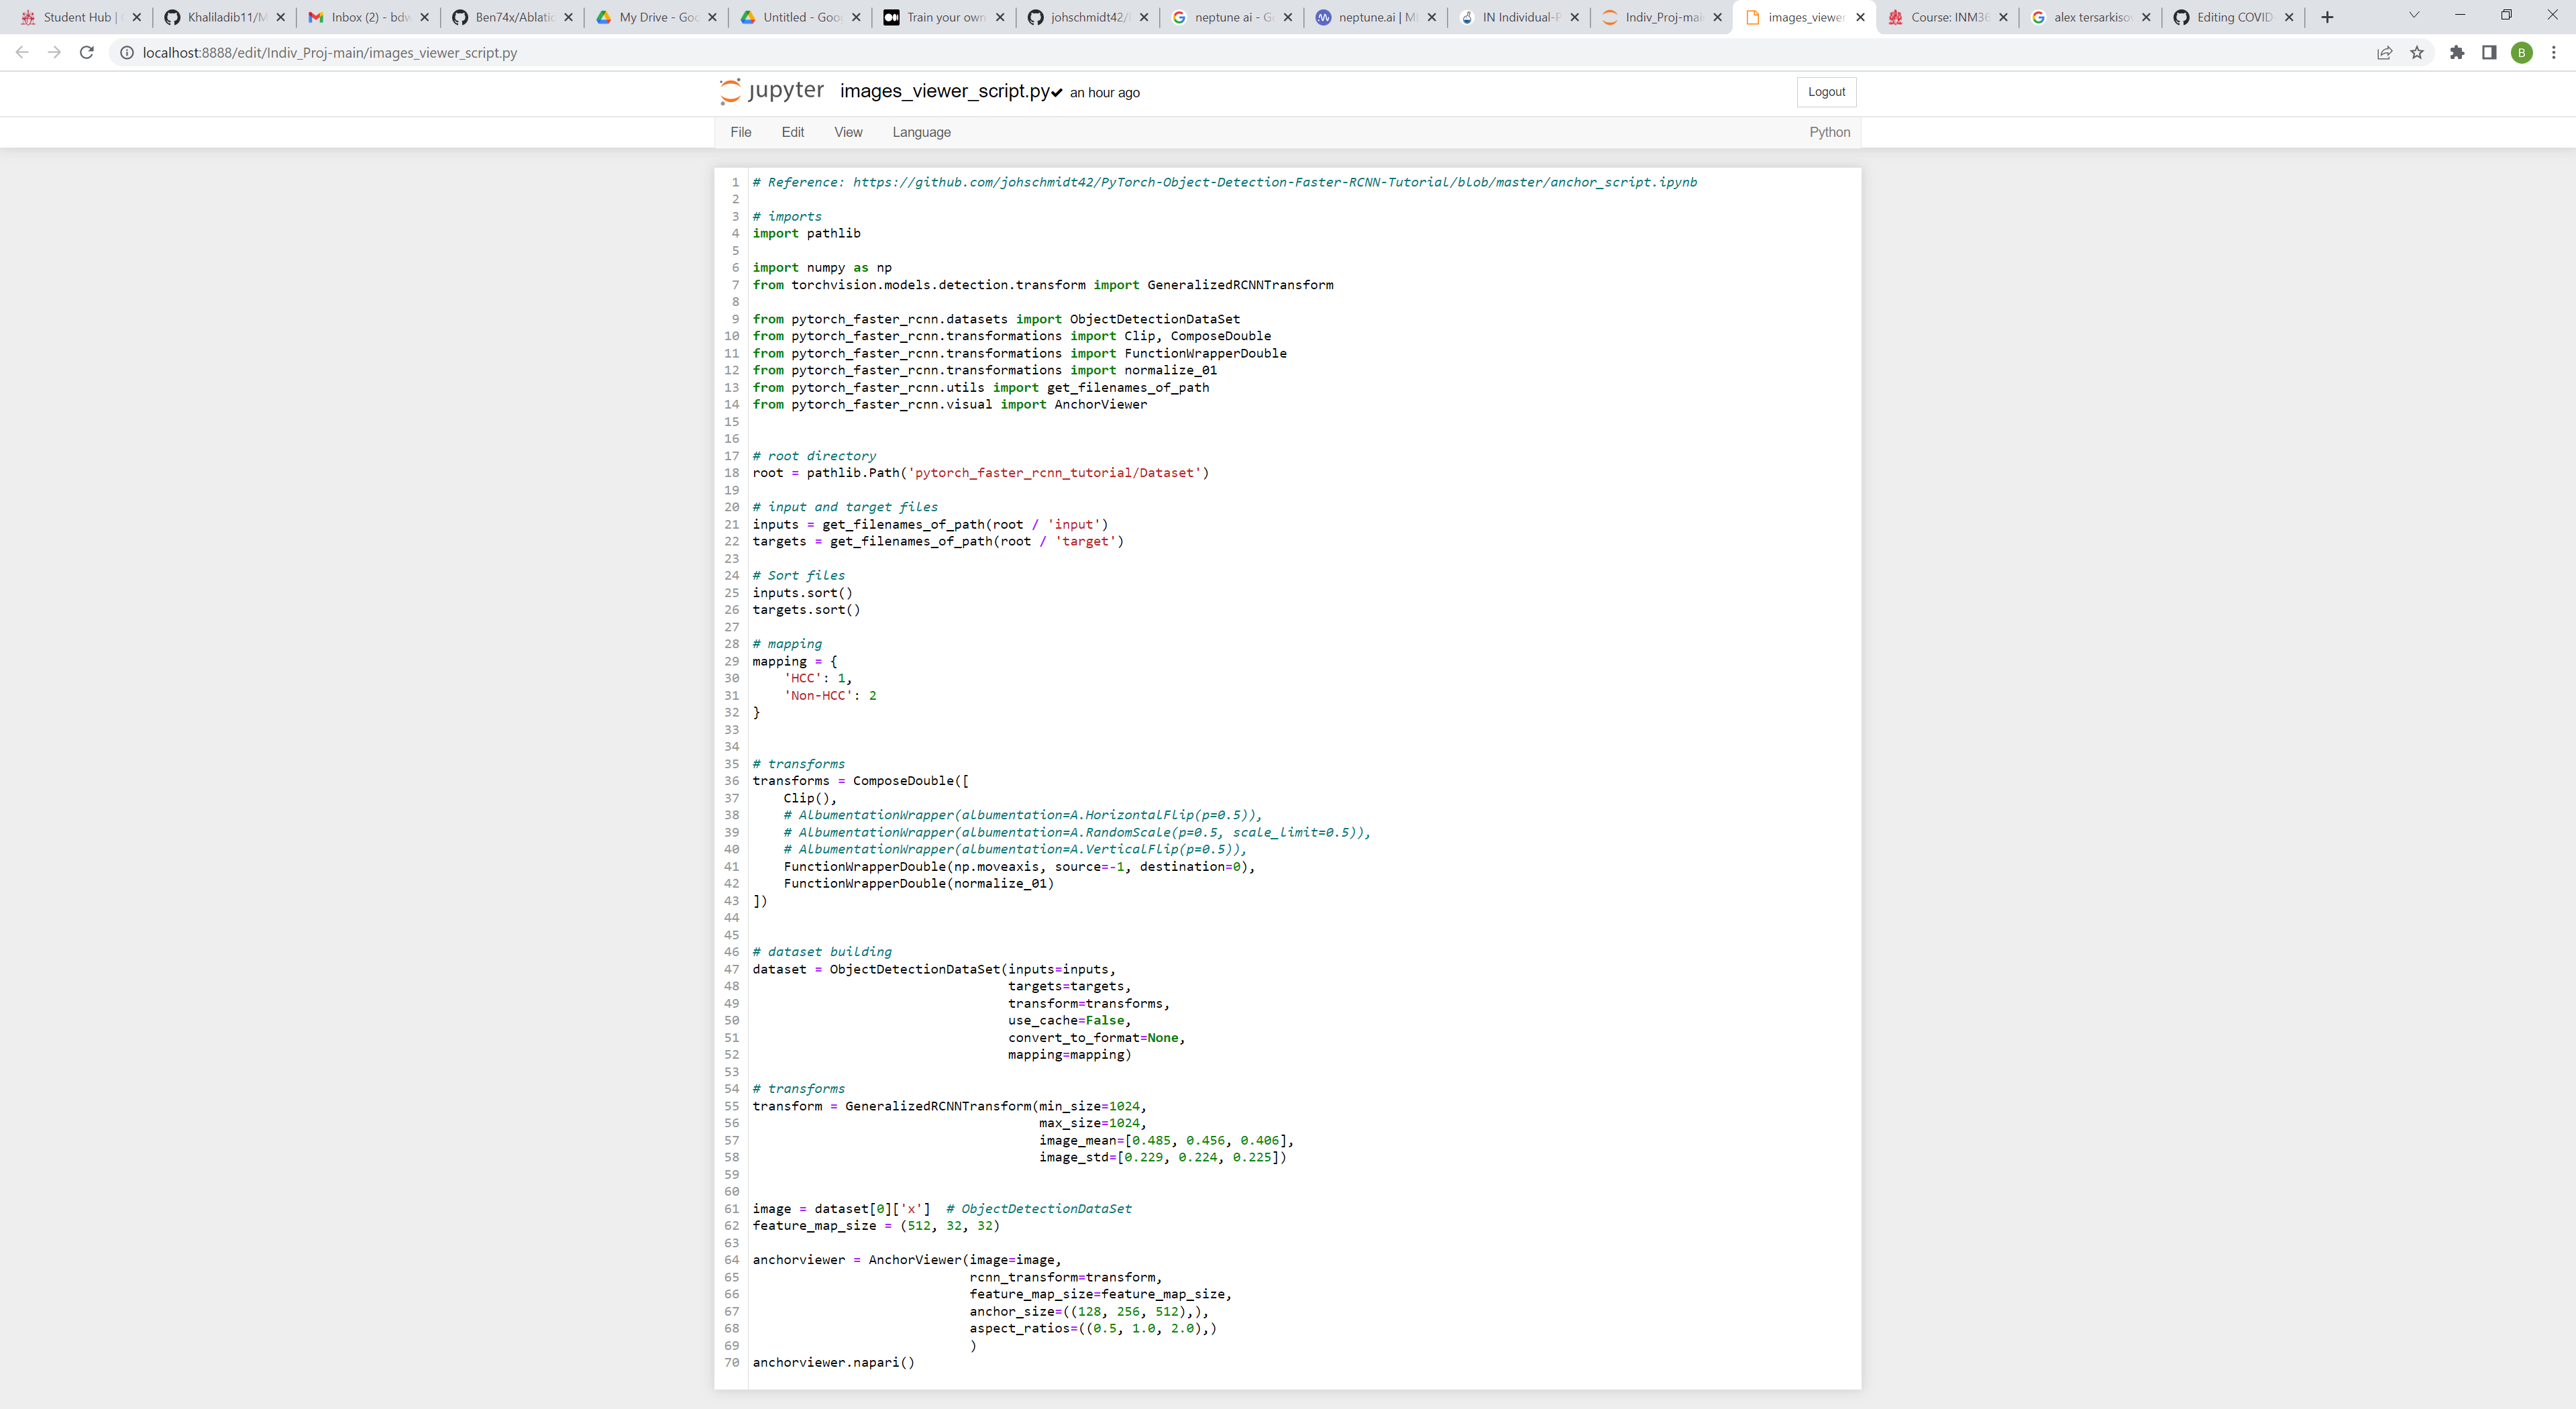 Student Hub |
Khaliladib11/M
Inbox (2) - bdw
Ben74x/Ablatio
My Drive - Goo
Untitled - Goo
Train your own
johschmidt42/
neptune ai - G
neptune.ai | M
IN Individual-P
Indiv_Proj-mai
images_viewer
Course: INM36
alex tersarkiso
Editing COVID
localhost:8888/edit/Indiv_Proj-main/images_viewer_script.py
B
jupyter images_viewer_script.py✔ an hour ago
Logout
File Edit View Language
Python
1 # Reference: https://github.com/johschmidt42/PyTorch-Object-Detection-Faster-RCNN-Tutorial/blob/master/anchor_script.ipynb
2
3 # imports
4 import pathlib
5
6 import numpy as np
7 from torchvision.models.detection.transform import GeneralizedRCNNTransform
8
9 from pytorch_faster_rcnn.datasets import ObjectDetectionDataSet
10 from pytorch_faster_rcnn.transformations import Clip, ComposeDouble
11 from pytorch_faster_rcnn.transformations import FunctionWrapperDouble
12 from pytorch_faster_rcnn.transformations import normalize_01
13 from pytorch_faster_rcnn.utils import get_filenames_of_path
14 from pytorch_faster_rcnn.visual import AnchorViewer
15
16
17 # root directory
18 root = pathlib.Path('pytorch_faster_rcnn_tutorial/Dataset')
19
20 # input and target files
21 inputs = get_filenames_of_path(root / 'input')
22 targets = get_filenames_of_path(root / 'target')
23
24 # Sort files
25 inputs.sort()
26 targets.sort()
27
28 # mapping
29 mapping = {
30     'HCC': 1,
31     'Non-HCC': 2
32 }
33
34
35 # transforms
36 transforms = ComposeDouble([
37     Clip(),
38     # AlbumentationWrapper(albumentation=A.HorizontalFlip(p=0.5)),
39     # AlbumentationWrapper(albumentation=A.RandomScale(p=0.5, scale_limit=0.5)),
40     # AlbumentationWrapper(albumentation=A.VerticalFlip(p=0.5)),
41     FunctionWrapperDouble(np.moveaxis, source=-1, destination=0),
42     FunctionWrapperDouble(normalize_01)
43 ])
44
45
46 # dataset building
47 dataset = ObjectDetectionDataSet(inputs=inputs,
48                                  targets=targets,
49                                  transform=transforms,
50                                  use_cache=False,
51                                  convert_to_format=None,
52                                  mapping=mapping)
53
54 # transforms
55 transform = GeneralizedRCNNTransform(min_size=1024,
56                                      max_size=1024,
57                                      image_mean=[0.485, 0.456, 0.406],
58                                      image_std=[0.229, 0.224, 0.225])
59
60
61 image = dataset[0]['x']  # ObjectDetectionDataSet
62 feature_map_size = (512, 32, 32)
63
64 anchorviewer = AnchorViewer(image=image,
65                             rcnn_transform=transform,
66                             feature_map_size=feature_map_size,
67                             anchor_size=((128, 256, 512),),
68                             aspect_ratios=((0.5, 1.0, 2.0),)
69                             )
70 anchorviewer.napari()